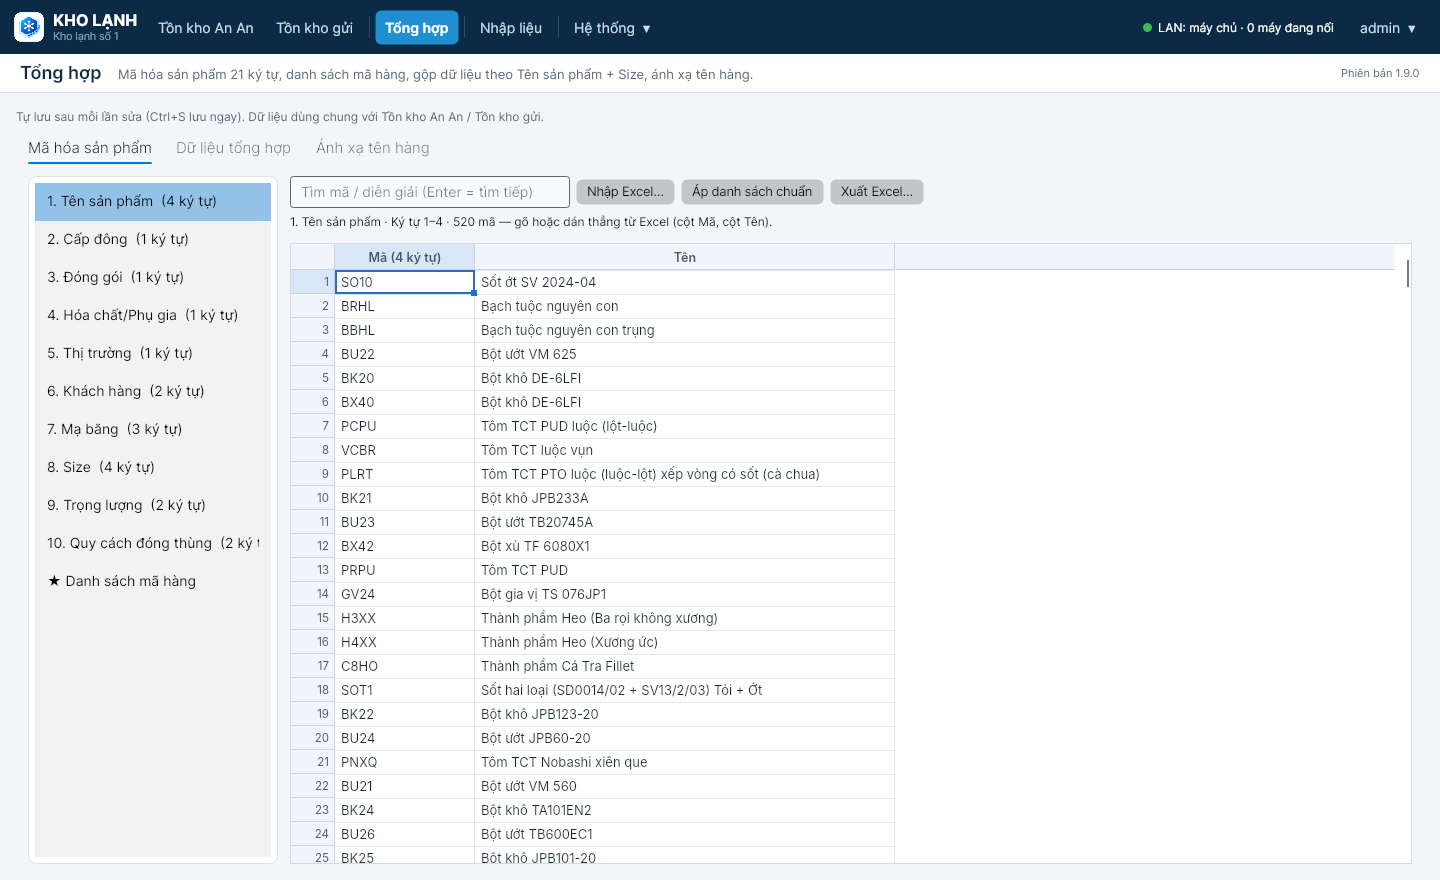 KHO LẠNH
Kho lạnh số 1
Tồn kho An An
Tồn kho gửi
Tổng hợp
Nhập liệu
Hệ thống ▾
LAN: máy chủ · 0 máy đang nối
admin ▾
Tổng hợp
Mã hóa sản phẩm 21 ký tự, danh sách mã hàng, gộp dữ liệu theo Tên sản phẩm + Size, ánh xạ tên hàng.
Phiên bản 1.9.0
Tự lưu sau mỗi lần sửa (Ctrl+S lưu ngay). Dữ liệu dùng chung với Tồn kho An An / Tồn kho gửi.
Mã hóa sản phẩm
Dữ liệu tổng hợp
Ánh xạ tên hàng
1. Tên sản phẩm (4 ký tự)
2. Cấp đông (1 ký tự)
3. Đóng gói (1 ký tự)
4. Hóa chất/Phụ gia (1 ký tự)
5. Thị trường (1 ký tự)
6. Khách hàng (2 ký tự)
7. Mạ băng (3 ký tự)
8. Size (4 ký tự)
9. Trọng lượng (2 ký tự)
10. Quy cách đóng thùng (2 ký t
★ Danh sách mã hàng
Tìm mã / diễn giải (Enter = tìm tiếp)
Nhập Excel...
Áp danh sách chuẩn
Xuất Excel...
1. Tên sản phẩm · Ký tự 1–4 · 520 mã — gõ hoặc dán thẳng từ Excel (cột Mã, cột Tên).
Mã (4 ký tự) Tên
1 SO10 Sốt ớt SV 2024-04
2 BRHL Bạch tuộc nguyên con
3 BBHL Bạch tuộc nguyên con trụng
4 BU22 Bột ướt VM 625
5 BK20 Bột khô DE-6LFI
6 BX40 Bột khô DE-6LFI
7 PCPU Tôm TCT PUD luộc (lột-luộc)
8 VCBR Tôm TCT luộc vụn
9 PLRT Tôm TCT PTO luộc (luộc-lột) xếp vòng có sốt (cà chua)
10 BK21 Bột khô JPB233A
11 BU23 Bột ướt TB20745A
12 BX42 Bột xù TF 6080X1
13 PRPU Tôm TCT PUD
14 GV24 Bột gia vị TS 076JP1
15 H3XX Thành phẩm Heo (Ba rọi không xương)
16 H4XX Thành phẩm Heo (Xương ức)
17 C8HO Thành phẩm Cá Tra Fillet
18 SOT1 Sốt hai loại (SD0014/02 + SV13/2/03) Tỏi + Ớt
19 BK22 Bột khô JPB123-20
20 BU24 Bột ướt JPB60-20
21 PNXQ Tôm TCT Nobashi xiên que
22 BU21 Bột ướt VM 560
23 BK24 Bột khô TA101EN2
24 BU26 Bột ướt TB600EC1
25 BK25 Bột khô JPB101-20